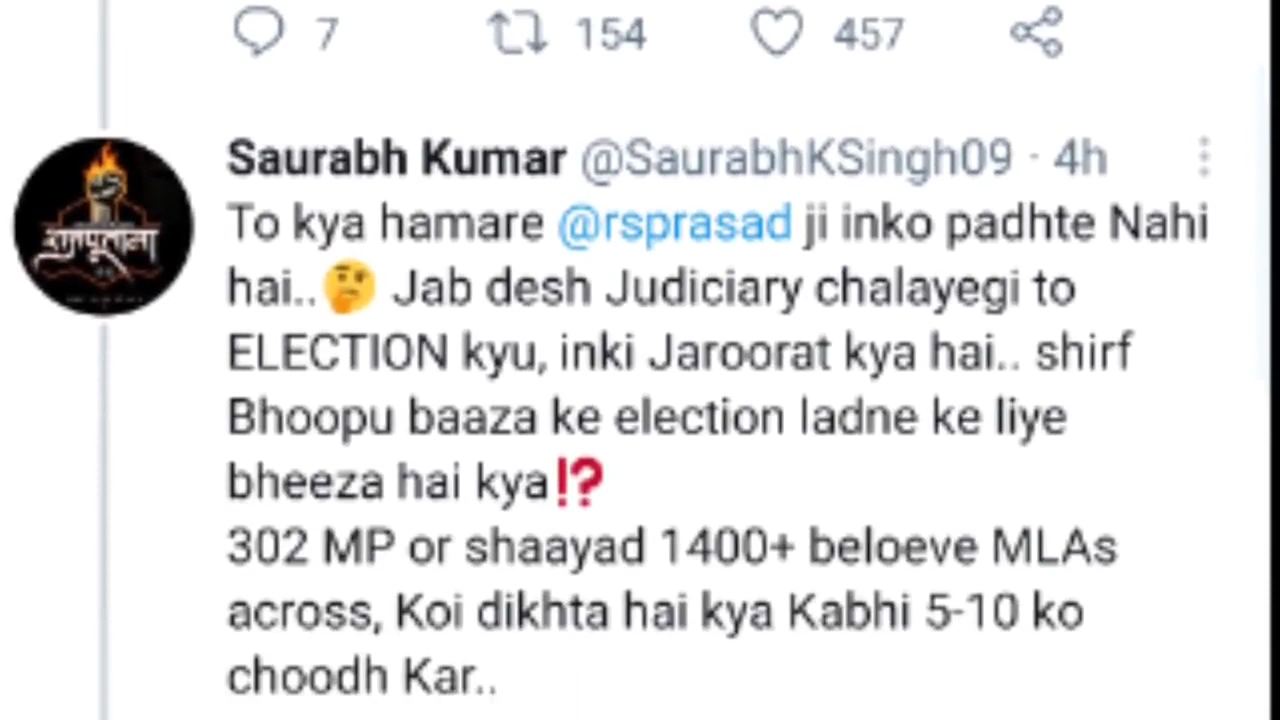 7 154 457
Saurabh Kumar @SaurabhKSingh09 · 4h
To kya hamare @rsprasad ji inko padhte Nahi
hai..🤔 Jab desh Judiciary chalayegi to
ELECTION kyu, inki Jaroorat kya hai.. shirf
Bhoopu baaza ke election ladne ke liye
bheeza hai kya⁉️
302 MP or shaayad 1400+ beloeve MLAs
across, Koi dikhta hai kya Kabhi 5-10 ko
choodh Kar..
राजपूताना